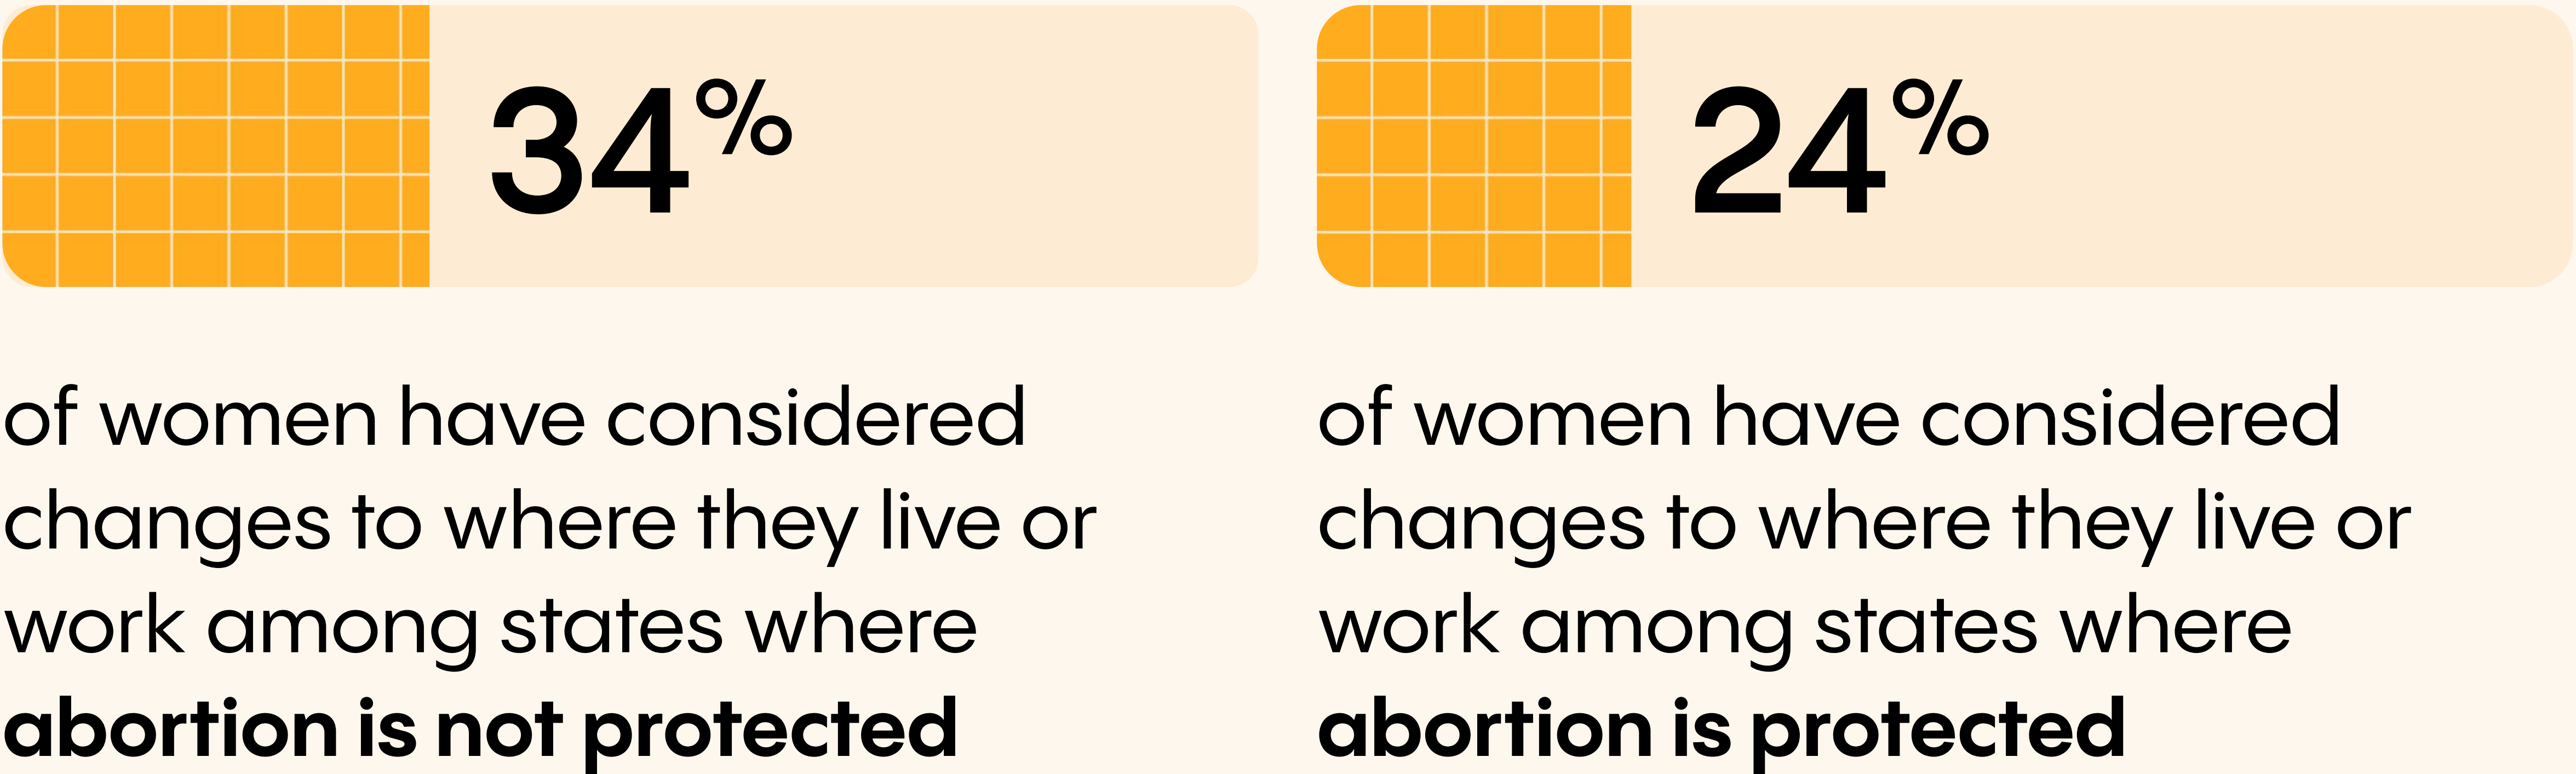 34%
of women have considered
changes to where they live or
work among states where
abortion is not protected
24%
of women have considered
changes to where they live or
work among states where
abortion is protected